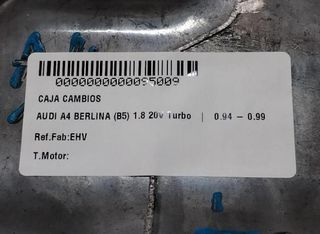 0000000000095009
CAJA CAMBIOS
AUDI A4 BERLINA (B5) 1.8 20V Turbo | 0.94 – 0.99
Ref.Fab:EHV
T.Motor: